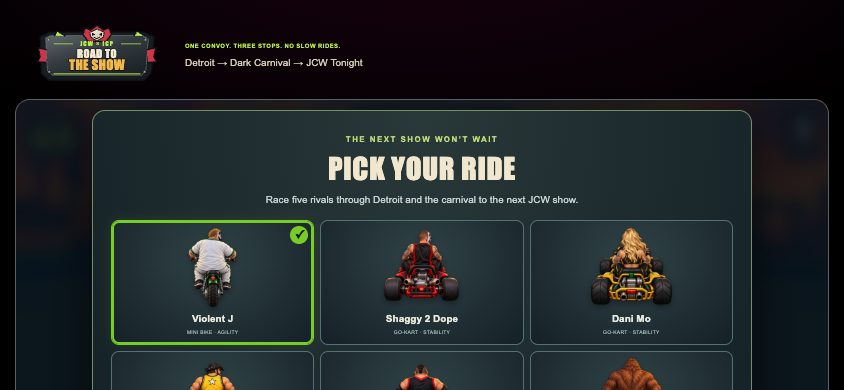 JCW × ICP
ROAD TO
THE SHOW
ONE CONVOY. THREE STOPS. NO SLOW RIDES.
Detroit → Dark Carnival → JCW Tonight
THE NEXT SHOW WON'T WAIT
PICK YOUR RIDE
Race five rivals through Detroit and the carnival to the next JCW show.
Violent J
MINI BIKE · AGILITY
Shaggy 2 Dope
GO-KART · STABILITY
Dani Mo
GO-KART · STABILITY